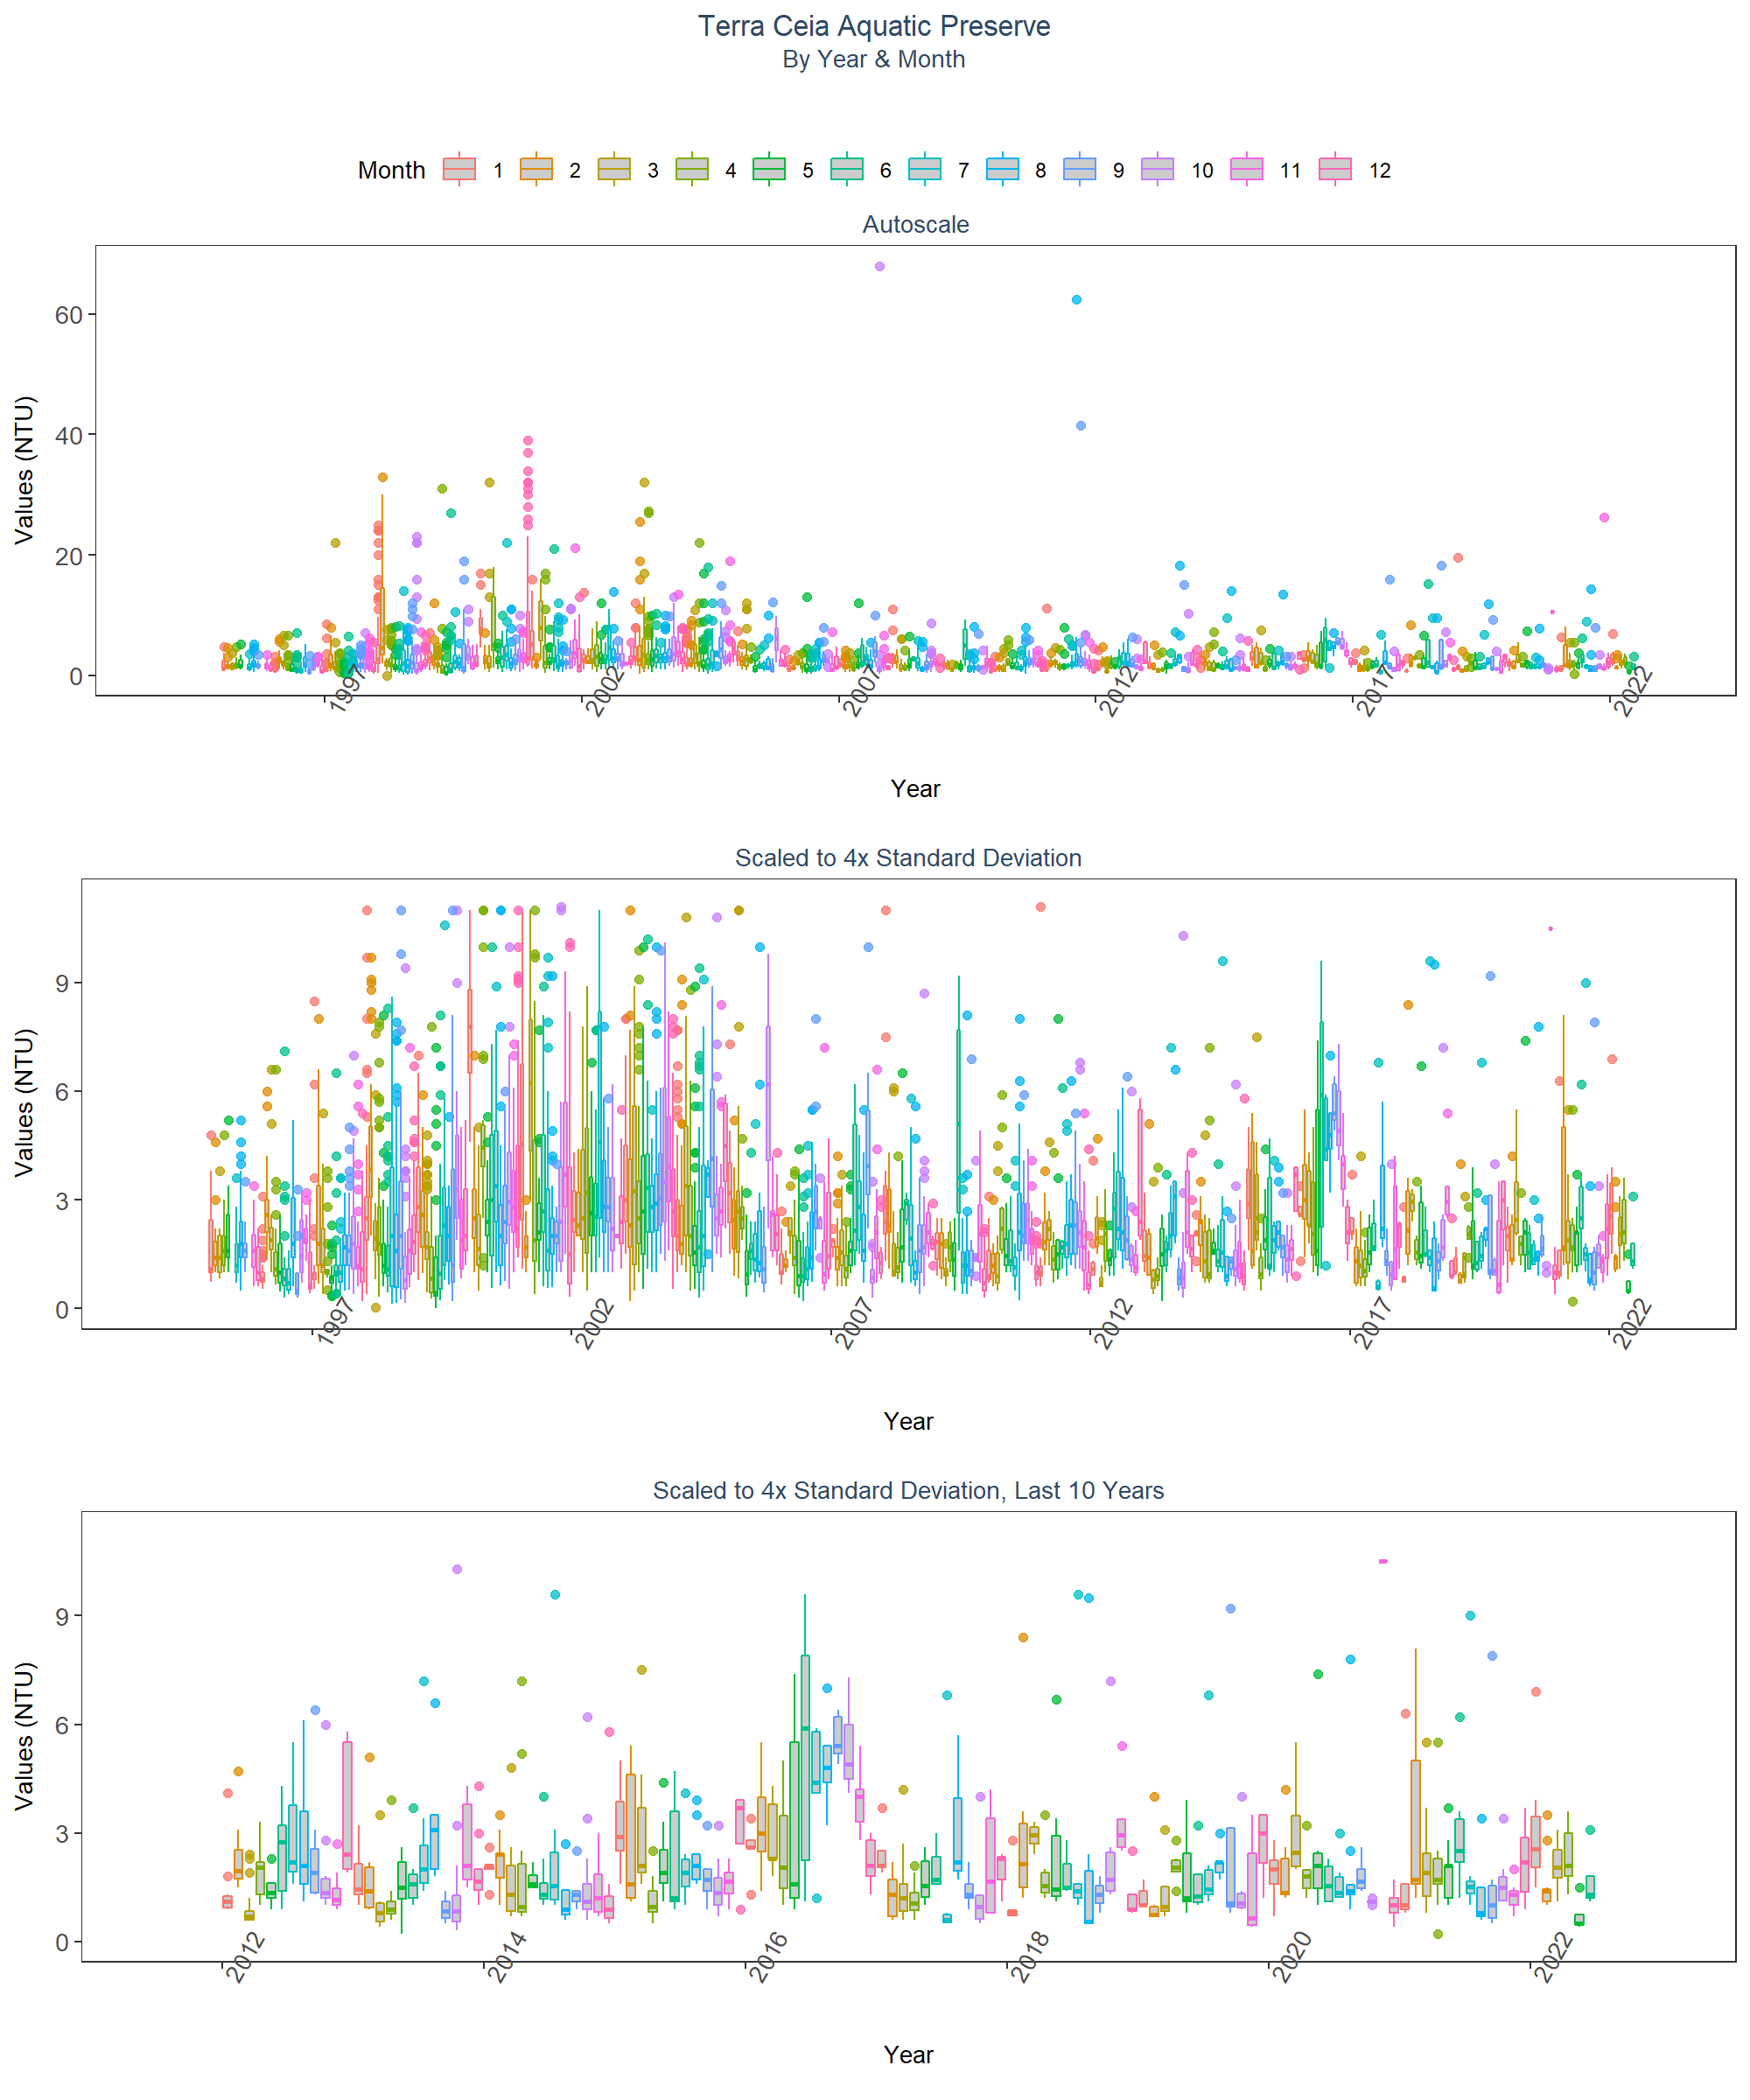 Terra Ceia Aquatic Preserve
By Year & Month
Month 1 2 3 4 5 6 7 8 9 10 11 12
Autoscale
Values (NTU)
60
40
20
0
1997 2002 2007 2012 2017 2022
Year
Scaled to 4x Standard Deviation
Values (NTU)
9
6
3
0
1997 2002 2007 2012 2017 2022
Year
Scaled to 4x Standard Deviation, Last 10 Years
Values (NTU)
9
6
3
0
2012 2014 2016 2018 2020 2022
Year